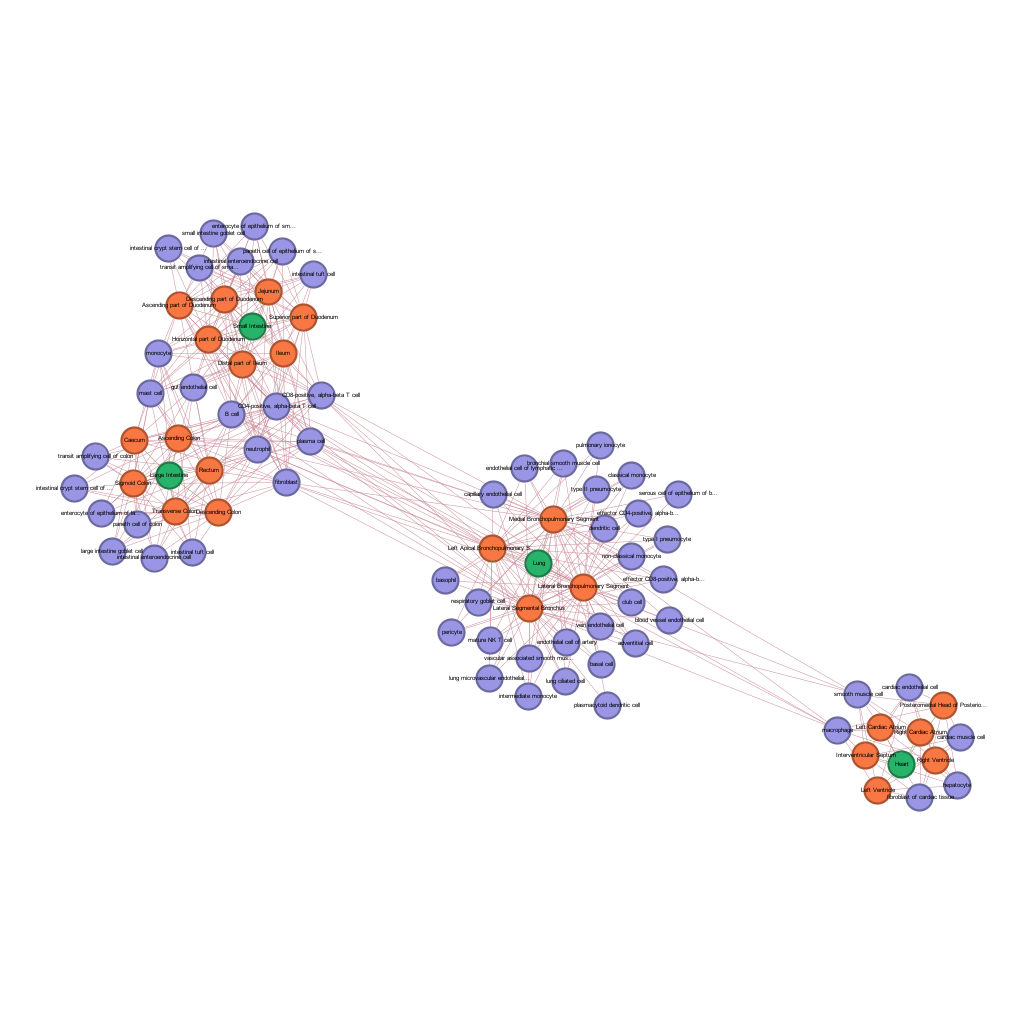 enterocyte of epithelium of sm...
small intestine goblet cell
intestinal crypt stem cell of ...
paneth cell of epithelium of s...
intestinal enteroendocrine cell
transit amplifying cell of sma...
intestinal tuft cell
Jejunum
Descending part of Duodenum
Ascending part of Duodenum
Superior part of Duodenum
Small Intestine
Horizontal part of Duodenum
Ileum
monocyte
Distal part of Ileum
gut endothelial cell
mast cell
CD8-positive, alpha-beta T cell
CD4-positive, alpha-beta T cell
B cell
Ascending Colon
Caecum
plasma cell
neutrophil
transit amplifying cell of colon
Rectum
Large Intestine
Sigmoid Colon
fibroblast
intestinal crypt stem cell of ...
Transverse Colon
Descending Colon
enterocyte of epithelium of la...
paneth cell of colon
large intestine goblet cell
intestinal tuft cell
intestinal enteroendocrine cell
pulmonary ionocyte
bronchial smooth muscle cell
endothelial cell of lymphatic ...
classical monocyte
type II pneumocyte
capillary endothelial cell
serous cell of epithelium of b...
effector CD4-positive, alpha-b...
Medial Bronchopulmonary Segment
dendritic cell
type I pneumocyte
Left Apical Bronchopulmonary S...
non-classical monocyte
Lung
basophil
effector CD8-positive, alpha-b...
Lateral Bronchopulmonary Segment
respiratory goblet cell
club cell
Lateral Segmental Bronchus
blood vessel endothelial cell
vein endothelial cell
pericyte
mature NK T cell
endothelial cell of artery
adventitial cell
vascular associated smooth mus...
basal cell
lung microvascular endothelial...
lung ciliated cell
intermediate monocyte
plasmacytoid dendritic cell
cardiac endothelial cell
smooth muscle cell
Posteromedial Head of Posterio...
Left Cardiac Atrium
macrophage
Right Cardiac Atrium
cardiac muscle cell
Interventricular Septum
Right Ventricle
Heart
hepatocyte
Left Ventricle
fibroblast of cardiac tissue